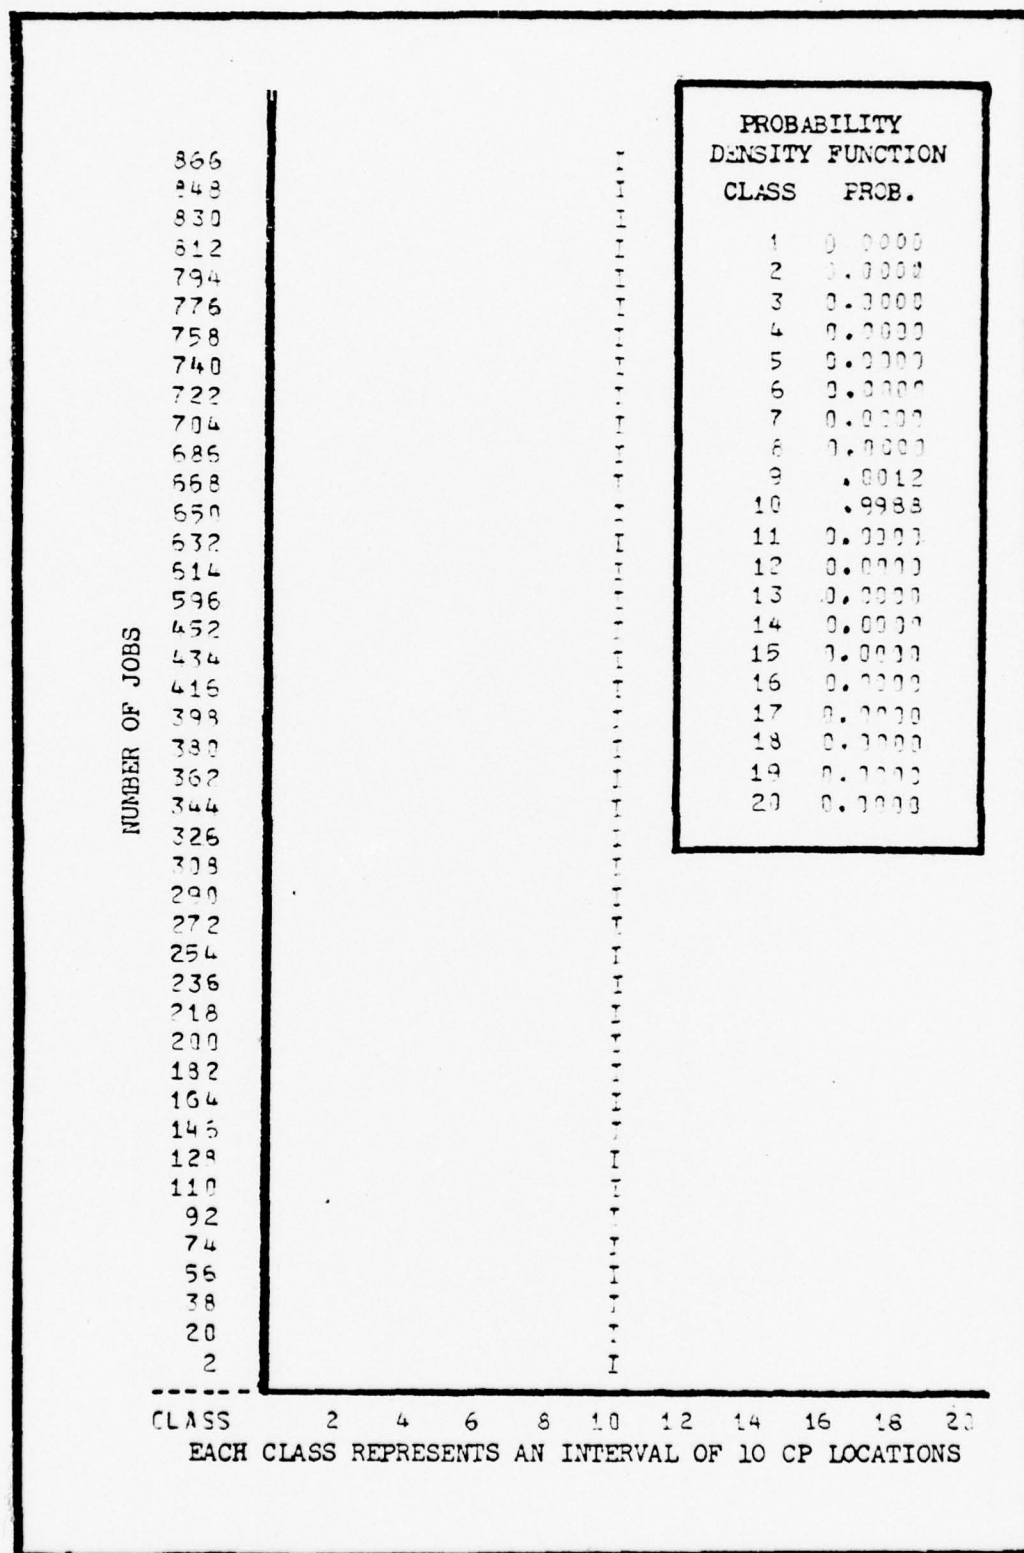 866 I
848 I
830 I
812 I
794 I
776 I
758 I
740 I
722 I
704 I
686 I
668 I
650 I
632 I
614 I
596 I
452 I
434 I
416 I
398 I
380 I
362 I
344 I
326 I
308 I
290 I
272 I
254 I
236 I
218 I
200 I
182 I
164 I
146 I
128 I
110 I
92 I
74 I
56 I
38 I
20 I
2 I
NUMBER OF JOBS
PROBABILITY
DENSITY FUNCTION
CLASS PROB.
1 0.0000
2 0.0000
3 0.0000
4 0.0000
5 0.0000
6 0.0000
7 0.0000
8 0.0000
9 .0012
10 .9988
11 0.0000
12 0.0000
13 0.0000
14 0.0000
15 0.0000
16 0.0000
17 0.0000
18 0.0000
19 0.0000
20 0.0000
CLASS 2 4 6 8 10 12 14 16 18 20
EACH CLASS REPRESENTS AN INTERVAL OF 10 CP LOCATIONS